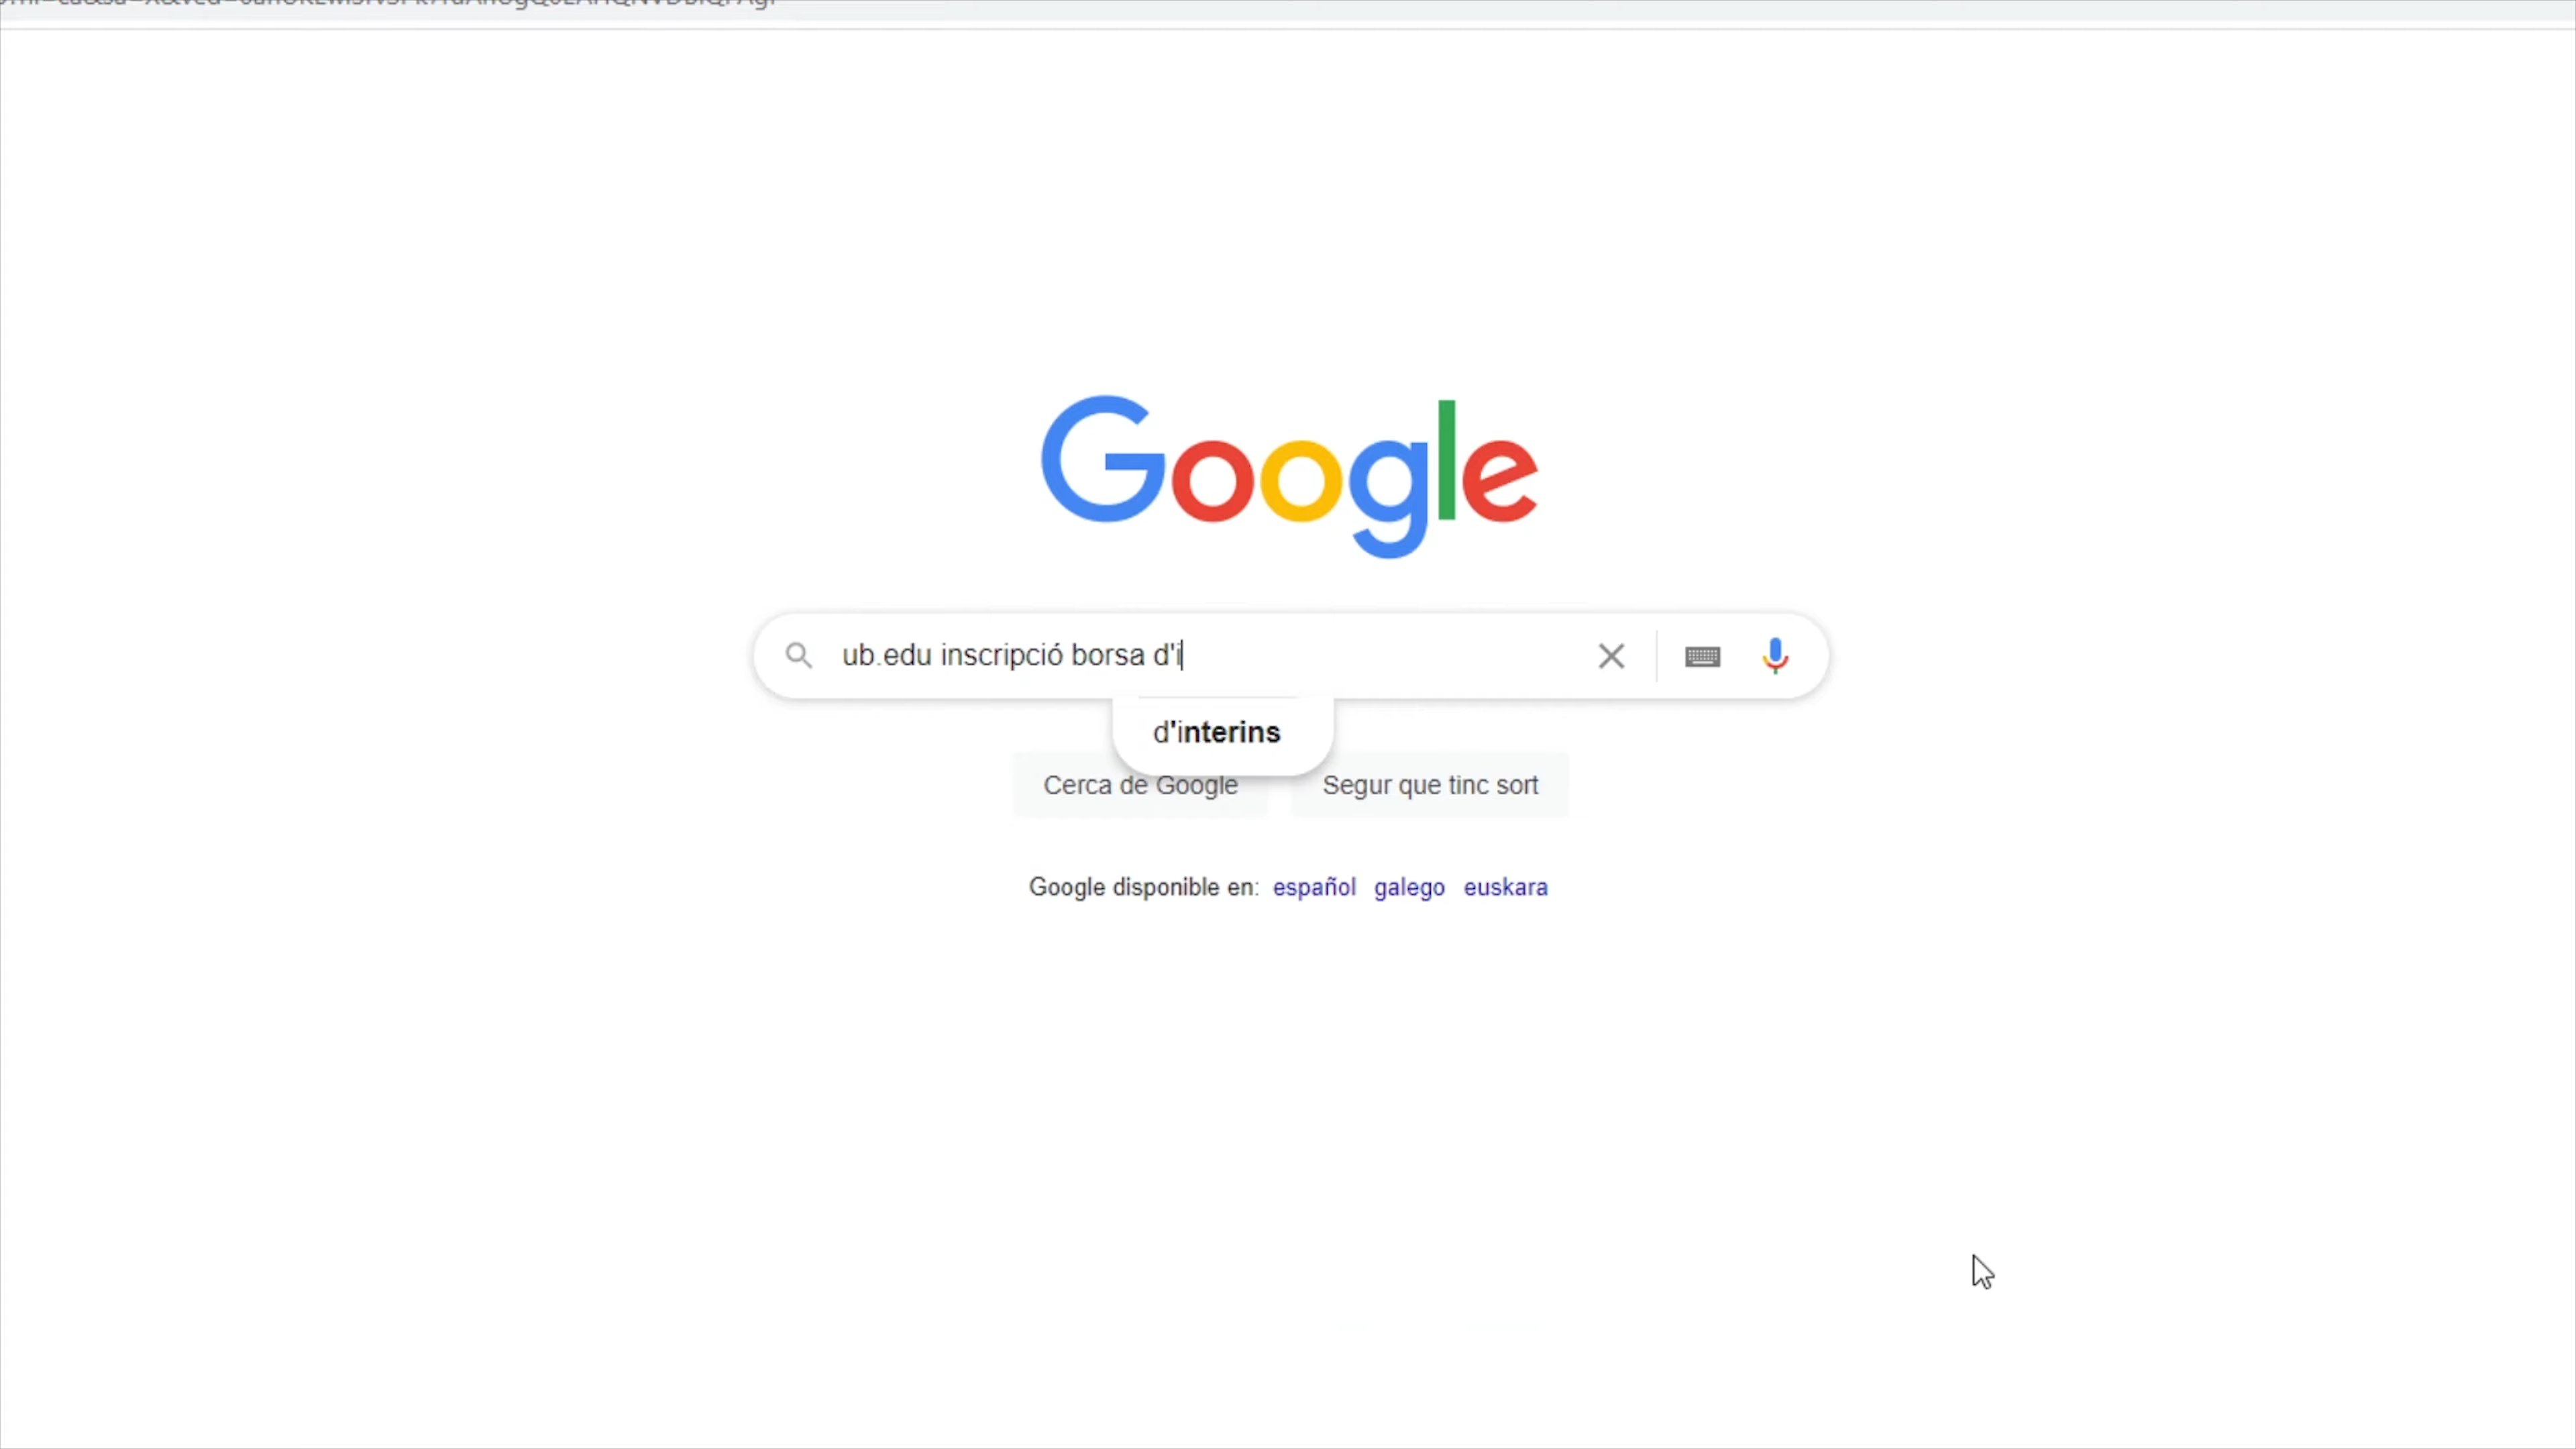 Google
ub.edu inscripció borsa d'i
d'interins
Cerca de Google
Segur que tinc sort
Google disponible en: español galego euskara